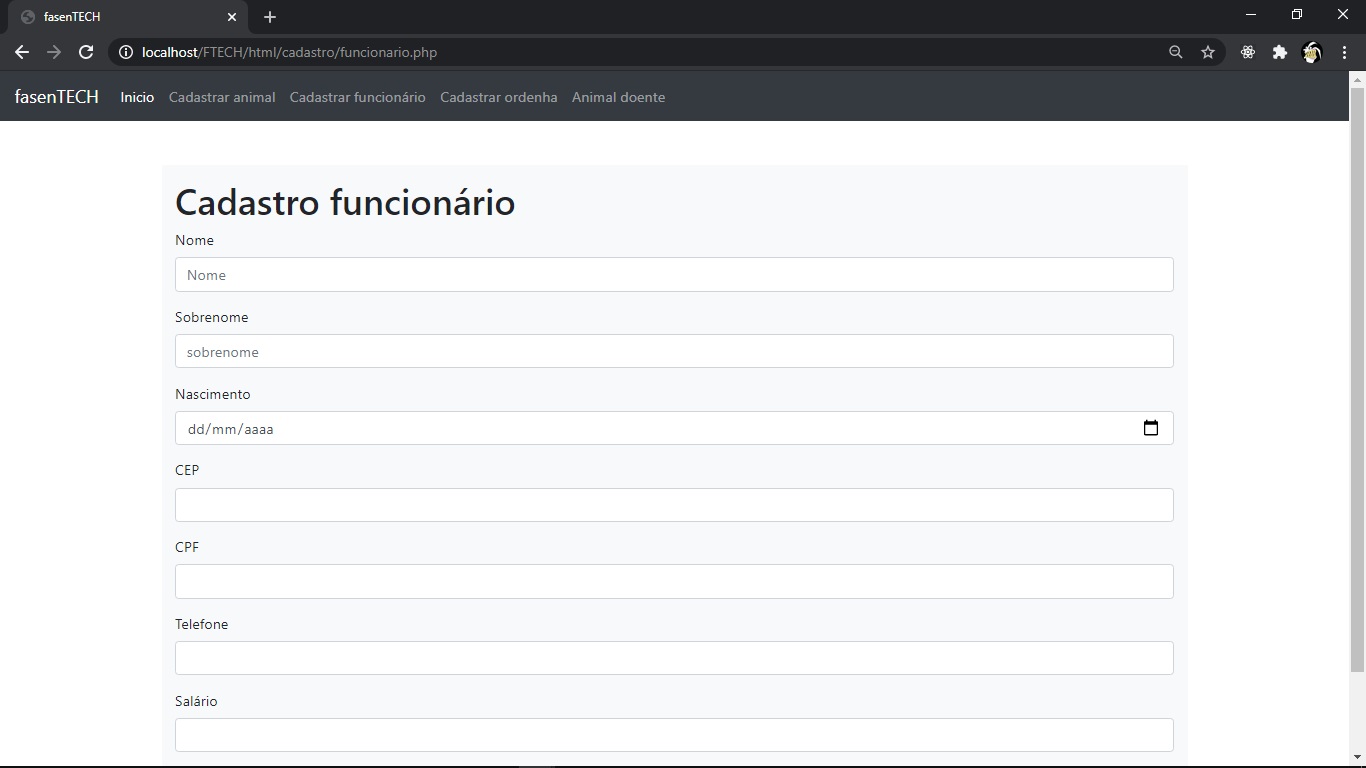 fasenTECH
localhost/FTECH/html/cadastro/funcionario.php
fasenTECH Inicio Cadastrar animal Cadastrar funcionário Cadastrar ordenha Animal doente
Cadastro funcionário
Nome
Nome
Sobrenome
sobrenome
Nascimento
dd/mm/aaaa
CEP
CPF
Telefone
Salário